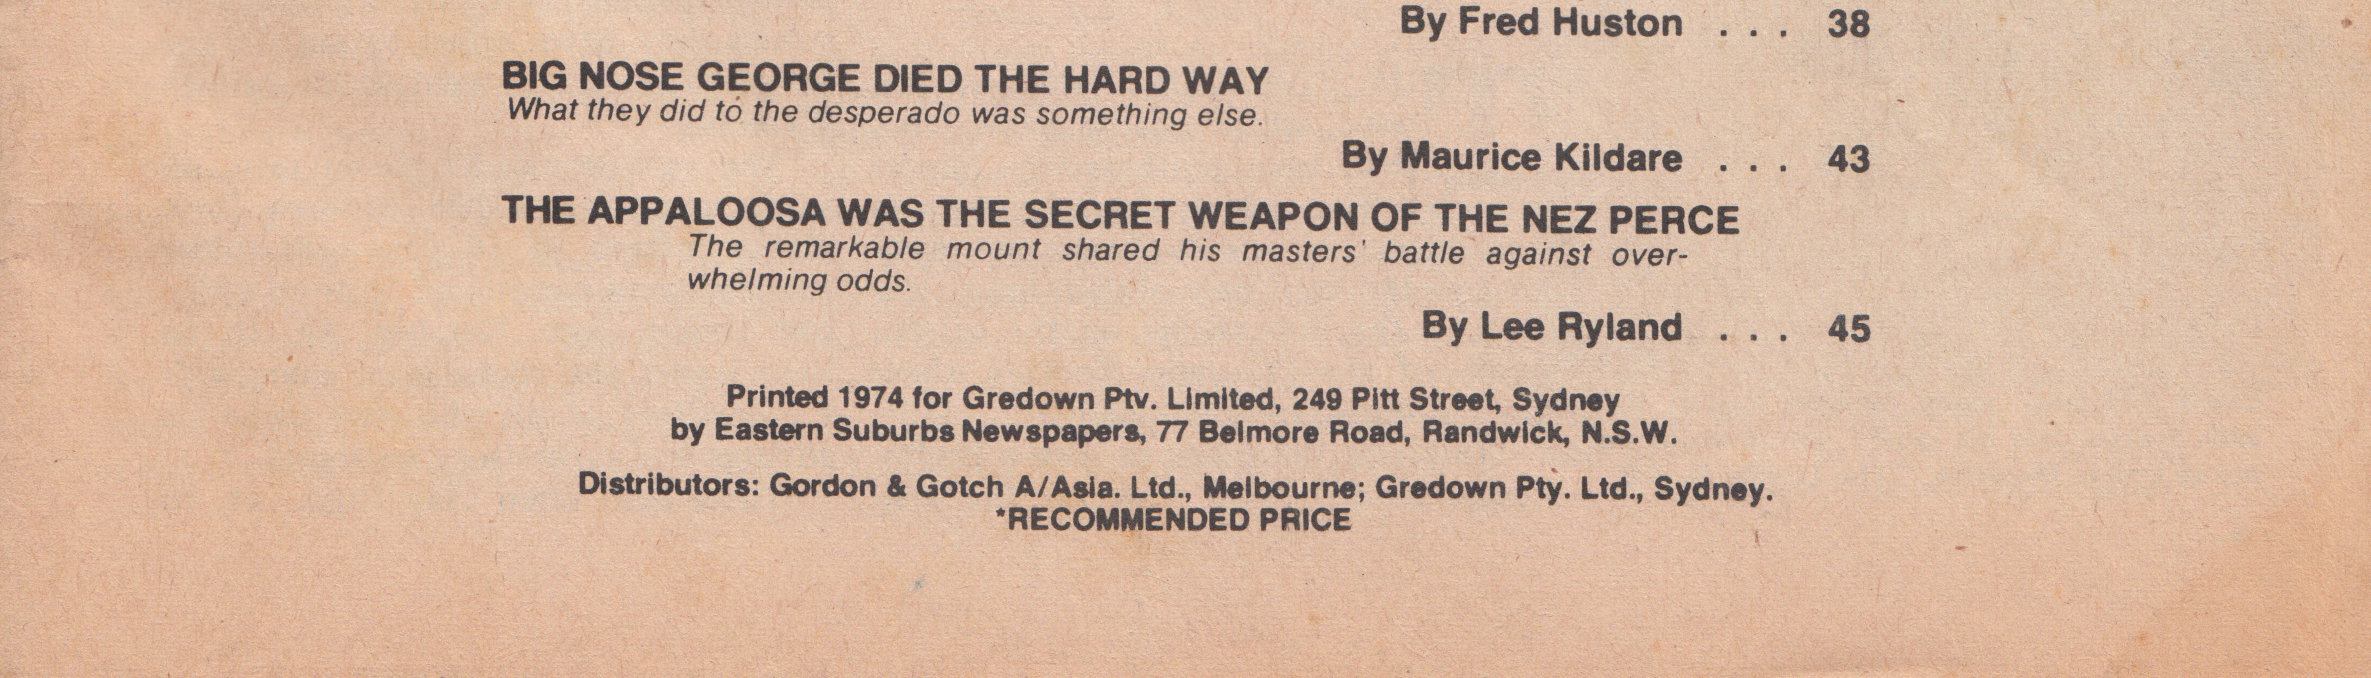 By Fred Huston . . . 38
BIG NOSE GEORGE DIED THE HARD WAY
What they did to the desperado was something else.
By Maurice Kildare . . . 43
THE APPALOOSA WAS THE SECRET WEAPON OF THE NEZ PERCE
The remarkable mount shared his masters' battle against over-
whelming odds.
By Lee Ryland . . . 45
Printed 1974 for Gredown Ptv. Limited, 249 Pitt Street, Sydney
by Eastern Suburbs Newspapers, 77 Belmore Road, Randwick, N.S.W.
Distributors: Gordon & Gotch A/Asia. Ltd., Melbourne; Gredown Pty. Ltd., Sydney.
*RECOMMENDED PRICE